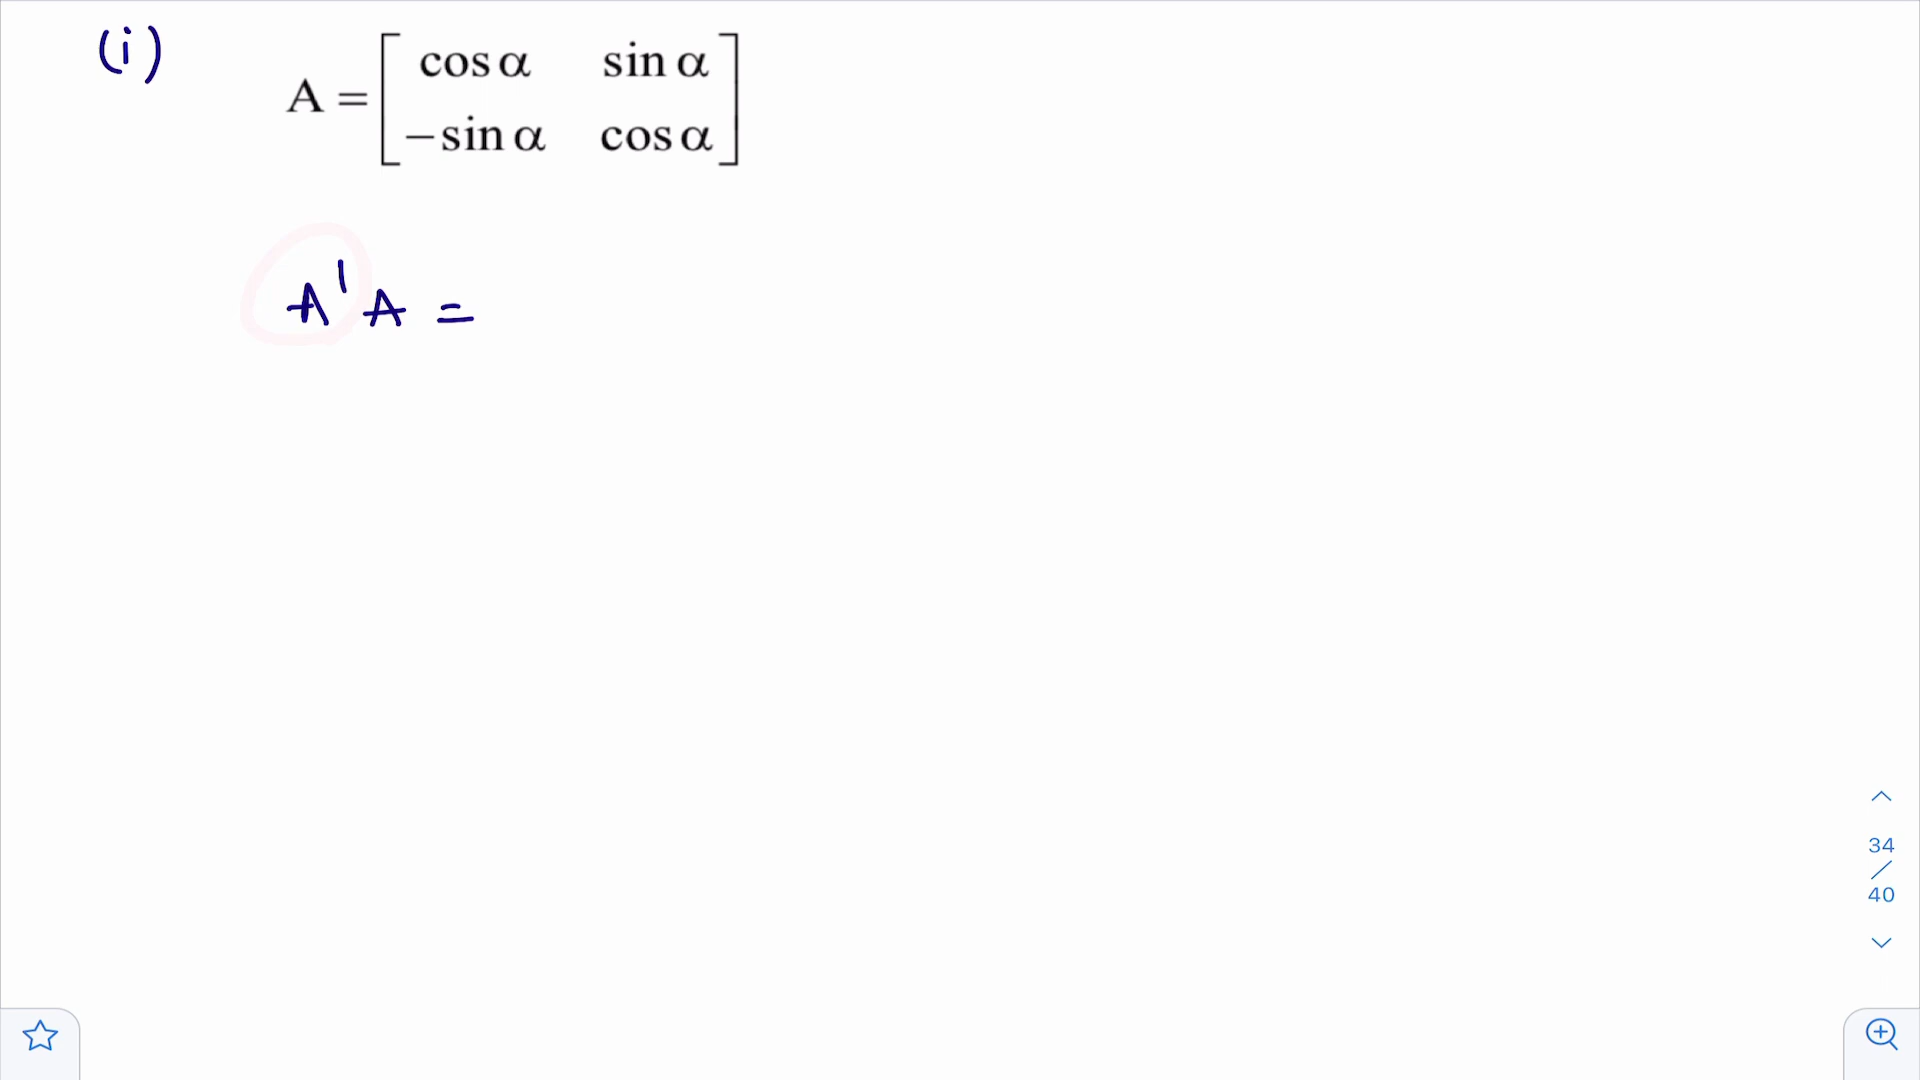 (i)
A = [ cos α sin α
−sin α cos α ]
A' A =
34
/
40